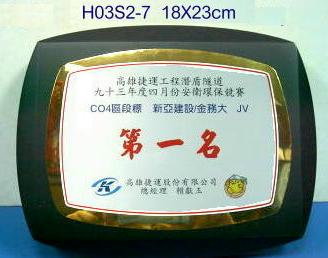 H03S2-7 18X23cm
高雄捷運工程潛盾隧道
九十三年度四月份安衛環保競賽
CO4區段標 新亞建設/金務大 JV
第一名
高雄捷運股份有限公司
總經理 賴獻玉